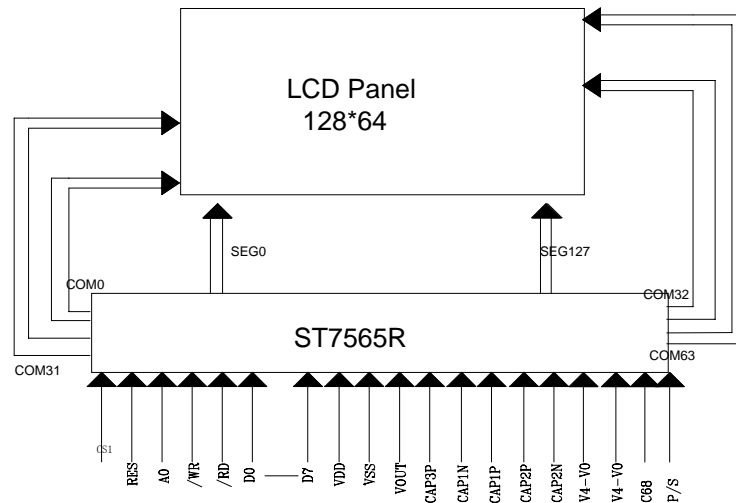 LCD Panel
128*64
SEG0
SEG127
COM0
COM32
ST7565R
COM31
COM63
CS1
RES
A0
/WR
/RD
D0
D7
VDD
VSS
VOUT
CAP3P
CAP1N
CAP1P
CAP2P
CAP2N
V4-V0
V4-V0
C68
P/S